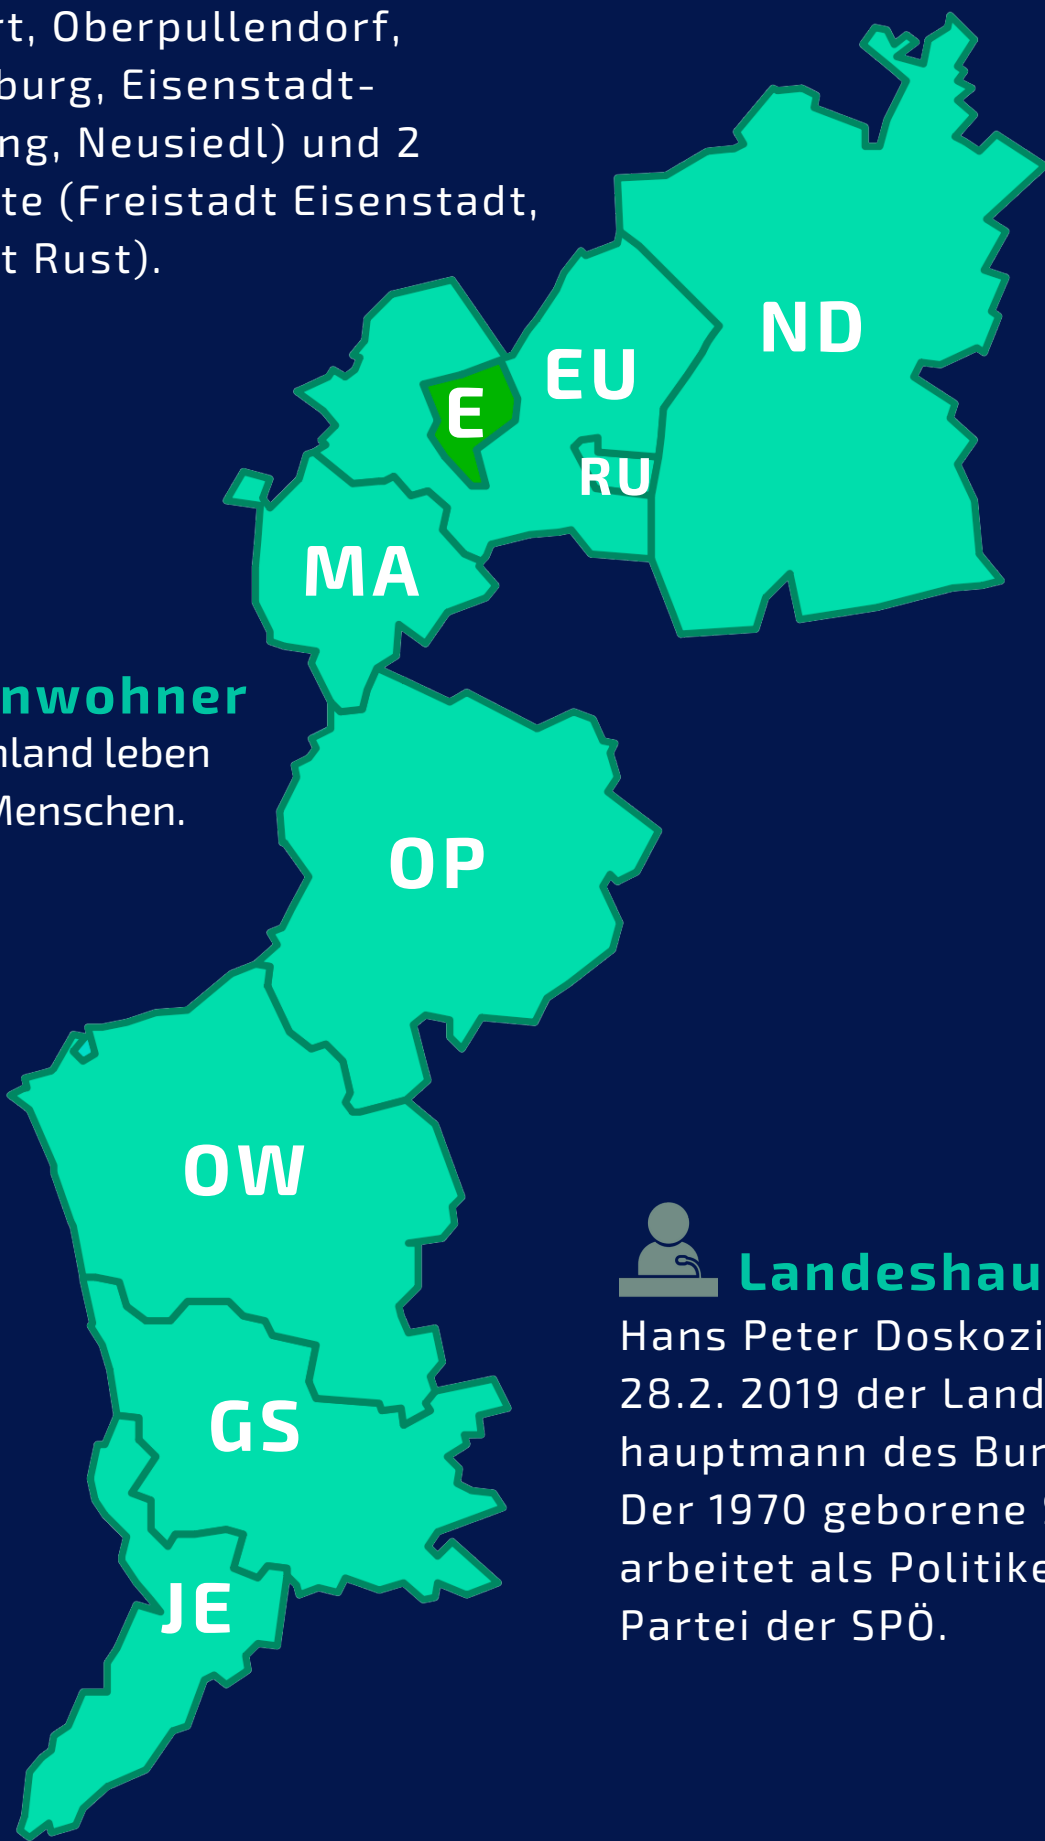 rt, Oberpullendorf,
burg, Eisenstadt-
ng, Neusiedl) und 2
te (Freistadt Eisenstadt,
t Rust).
ND
EU
E
RU
MA
nwohner
nland leben
Menschen.
OP
OW
Landeshau
Hans Peter Doskozi
28.2. 2019 der Land
hauptmann des Bur
Der 1970 geborene
arbeitet als Politike
Partei der SPÖ.
GS
JE